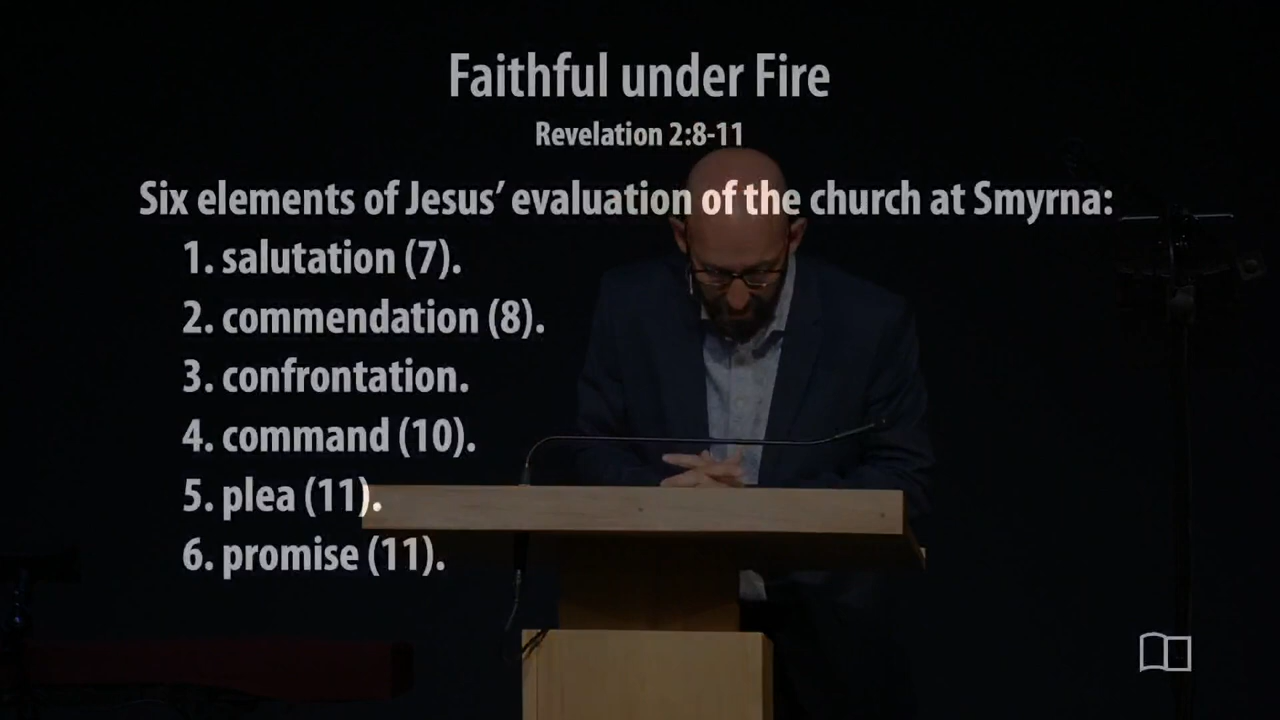 Faithful under Fire
Revelation 2:8-11
Six elements of Jesus’ evaluation of the church at Smyrna:
1. salutation (7).
2. commendation (8).
3. confrontation.
4. command (10).
5. plea (11).
6. promise (11).